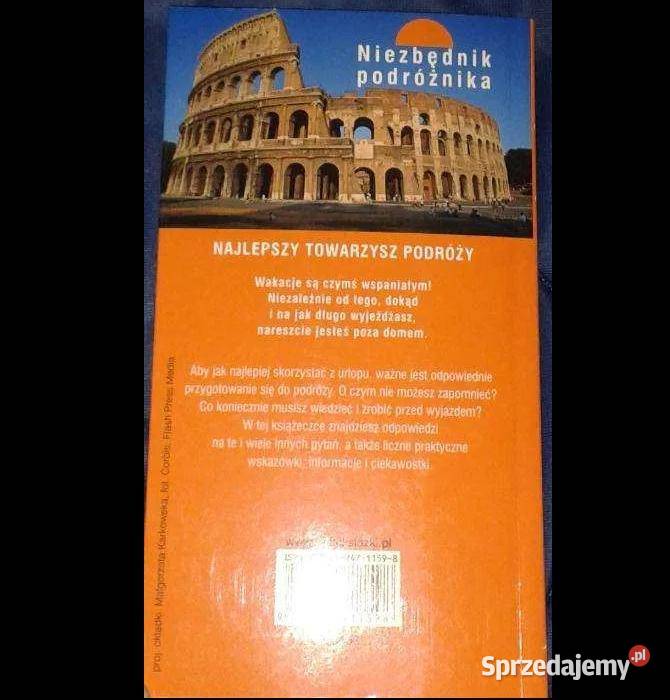 Niezbędnik
podróżnika
NAJLEPSZY TOWARZYSZ PODRÓŻY
Wakacje są czymś wspaniałym!
Niezależnie od tego, dokąd
i na jak długo wyjeżdżasz,
nareszcie jesteś poza domem.
Aby jak najlepiej skorzystać z urlopu, ważne jest odpowiednie
przygotowanie się do podróży. O czym nie możesz zapomnieć?
Co koniecznie musisz wiedzieć i zrobić przed wyjazdem?
W tej książeczce znajdziesz odpowiedzi
na te i wiele innych pytań, a także liczne praktyczne
wskazówki, informacje i ciekawostki.
1159-8
proj. okładki: Małgorzata Karkowska, fot. Corbis, Flash Press Media
Sprzedajemy.pl